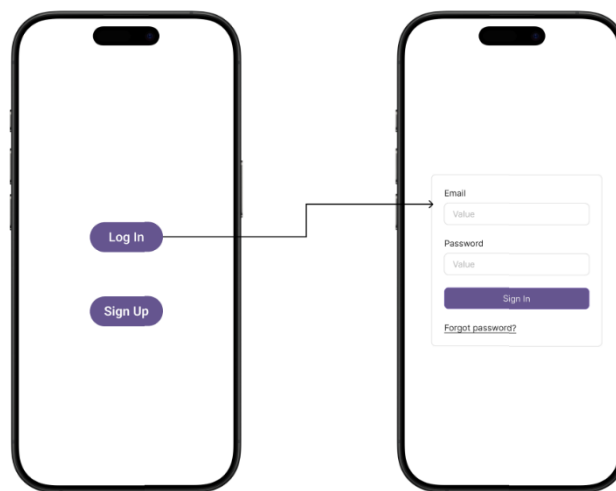 Log In
Sign Up
Email
Value
Password
Value
Sign In
Forgot password?